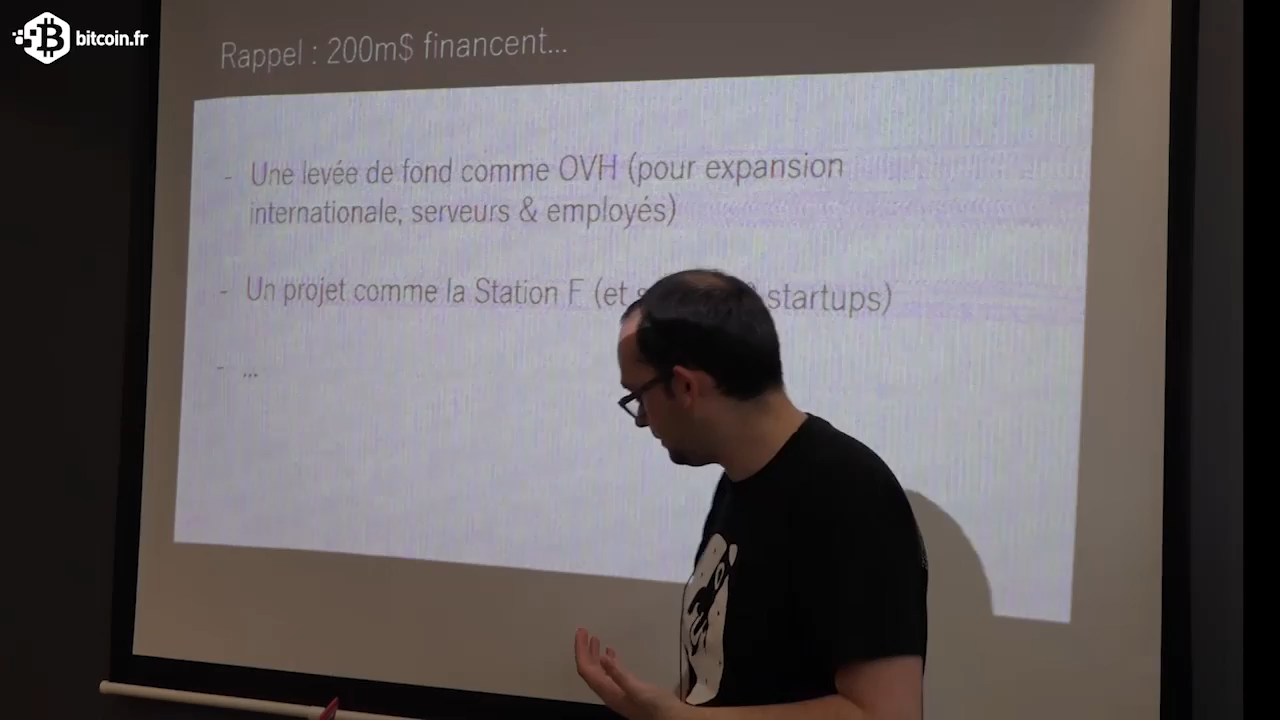 bitcoin.fr
Rappel : 200m$ financent...
- Une levée de fond comme OVH (pour expansion
internationale, serveurs & employés)
- Un projet comme la Station F (et startups)
- ...